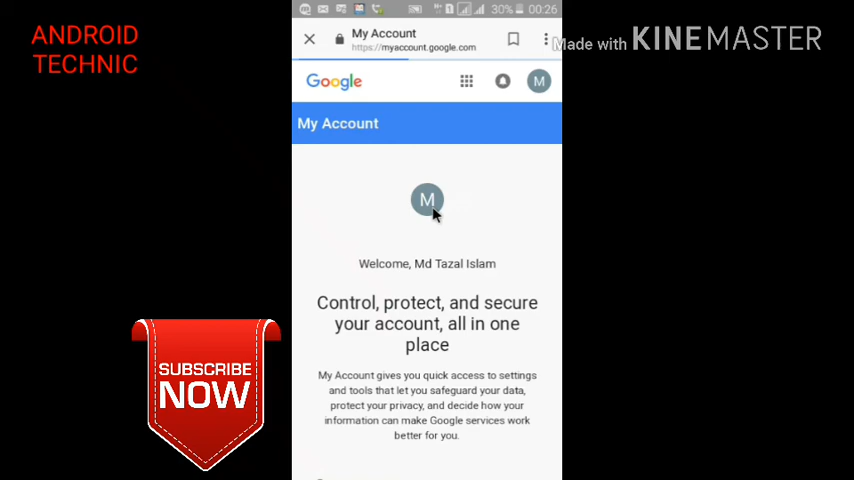 ANDROID
TECHNIC
30% 00:26
My Account
https://myaccount.google.com
Made with KINEMASTER
Google
M
My Account
M
Welcome, Md Tazal Islam
Control, protect, and secure
your account, all in one
place
My Account gives you quick access to settings
and tools that let you safeguard your data,
protect your privacy, and decide how your
information can make Google services work
better for you.
SUBSCRIBE
NOW